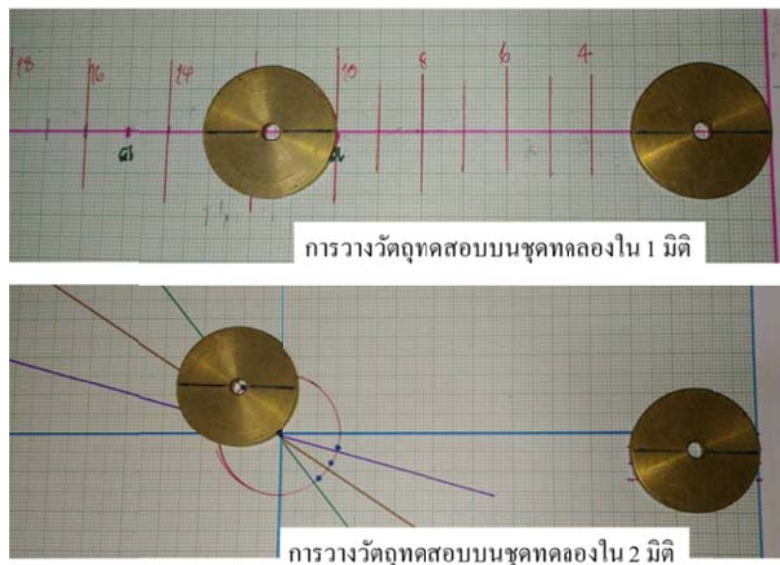 18 16 14 10 8 6 4
การวางวัตถุทดสอบบนชุดทดลองใน 1 มิติ
การวางวัตถุทดสอบบนชุดทดลองใน 2 มิติ